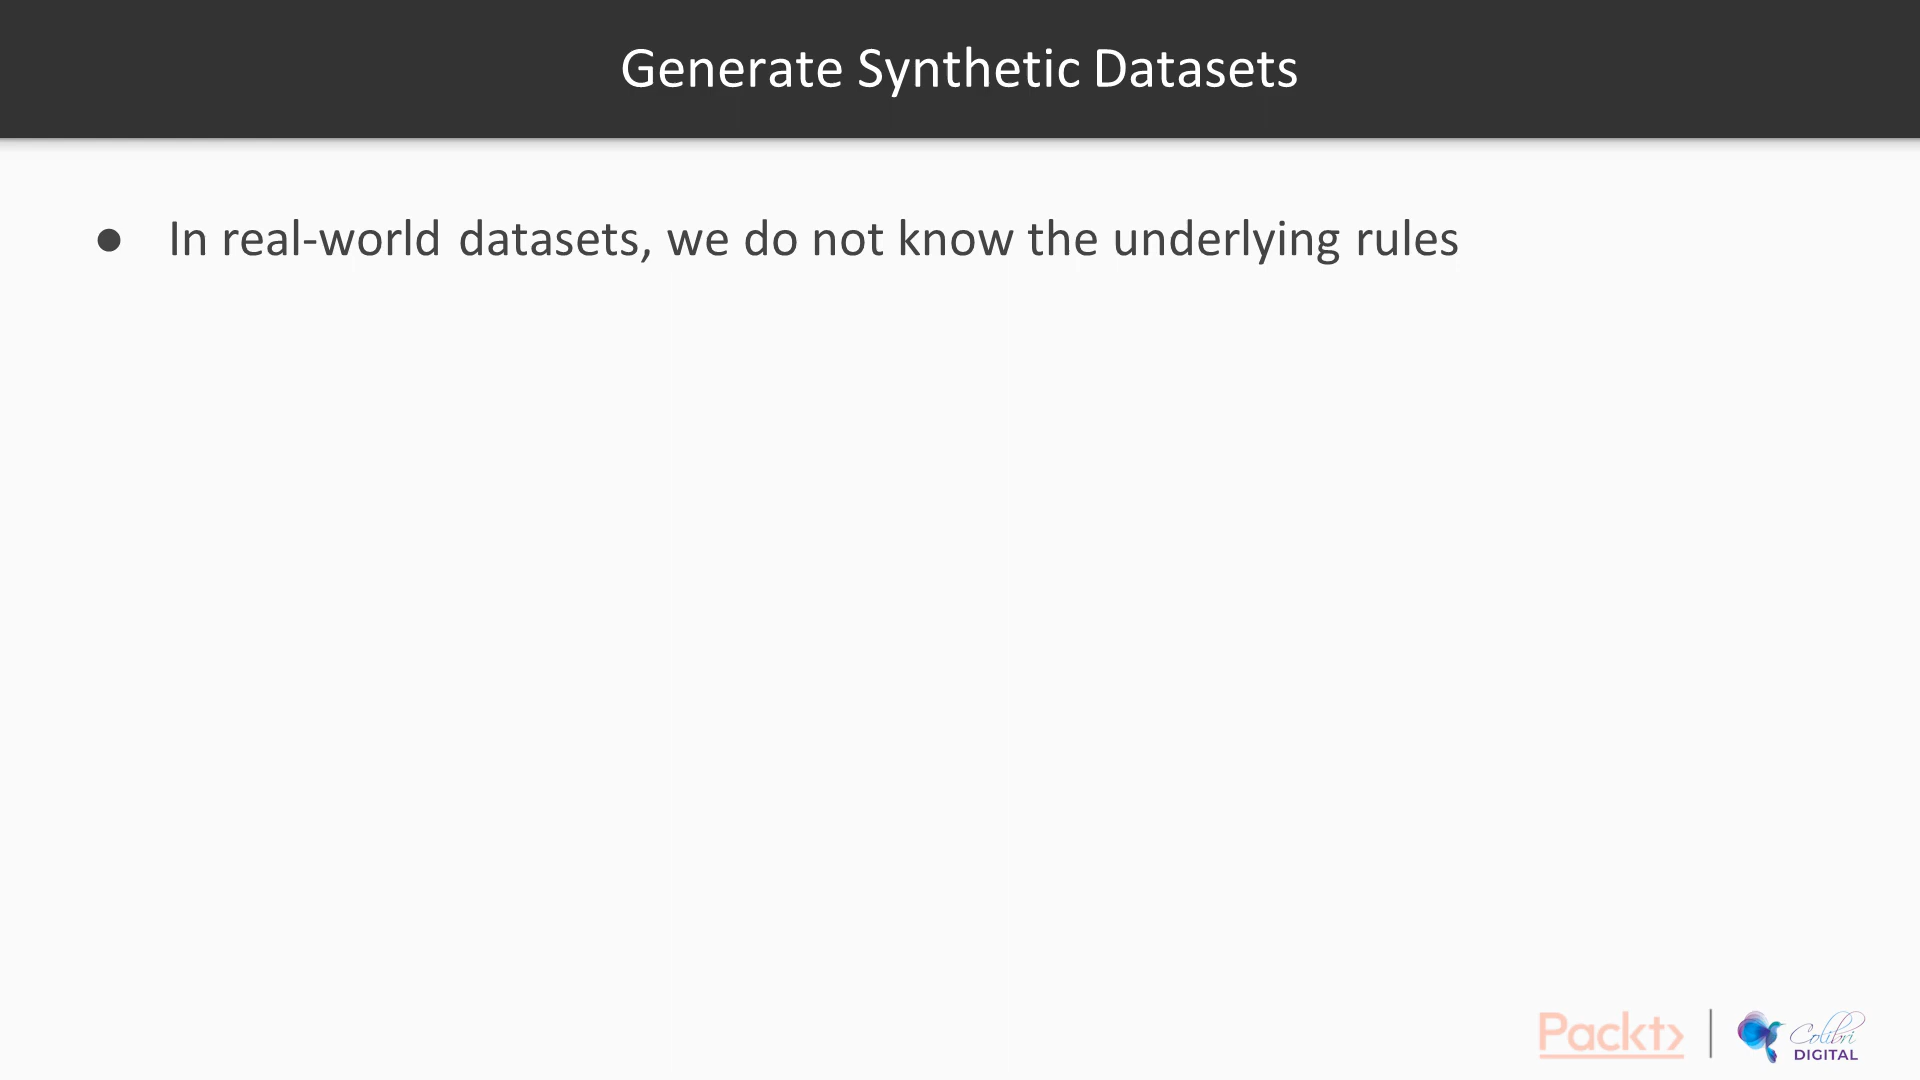 Generate Synthetic Datasets
● In real-world datasets, we do not know the underlying rules
Packt>
Colibri
DIGITAL